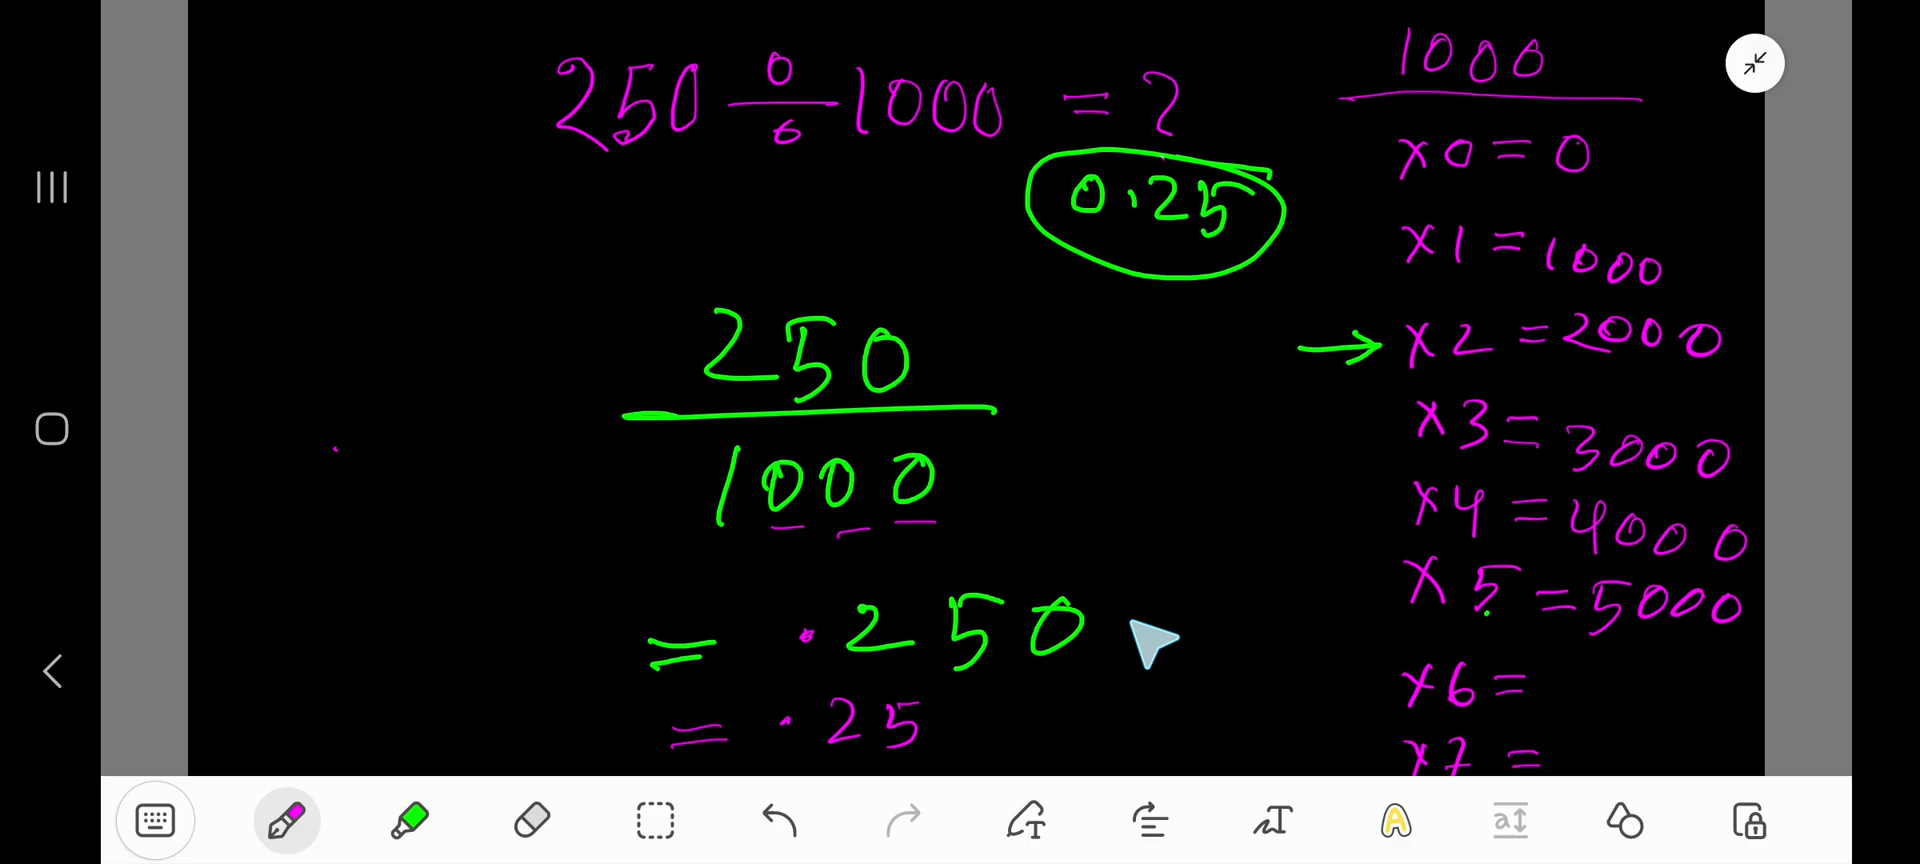 250 ÷ 1000 = ?
0.25
250
1000
= .250
= .25
1000
x0 = 0
x1 = 1000
→ x2 = 2000
x3 = 3000
x4 = 4000
x5 = 5000
x6 =
x7 =
T
T
A
a